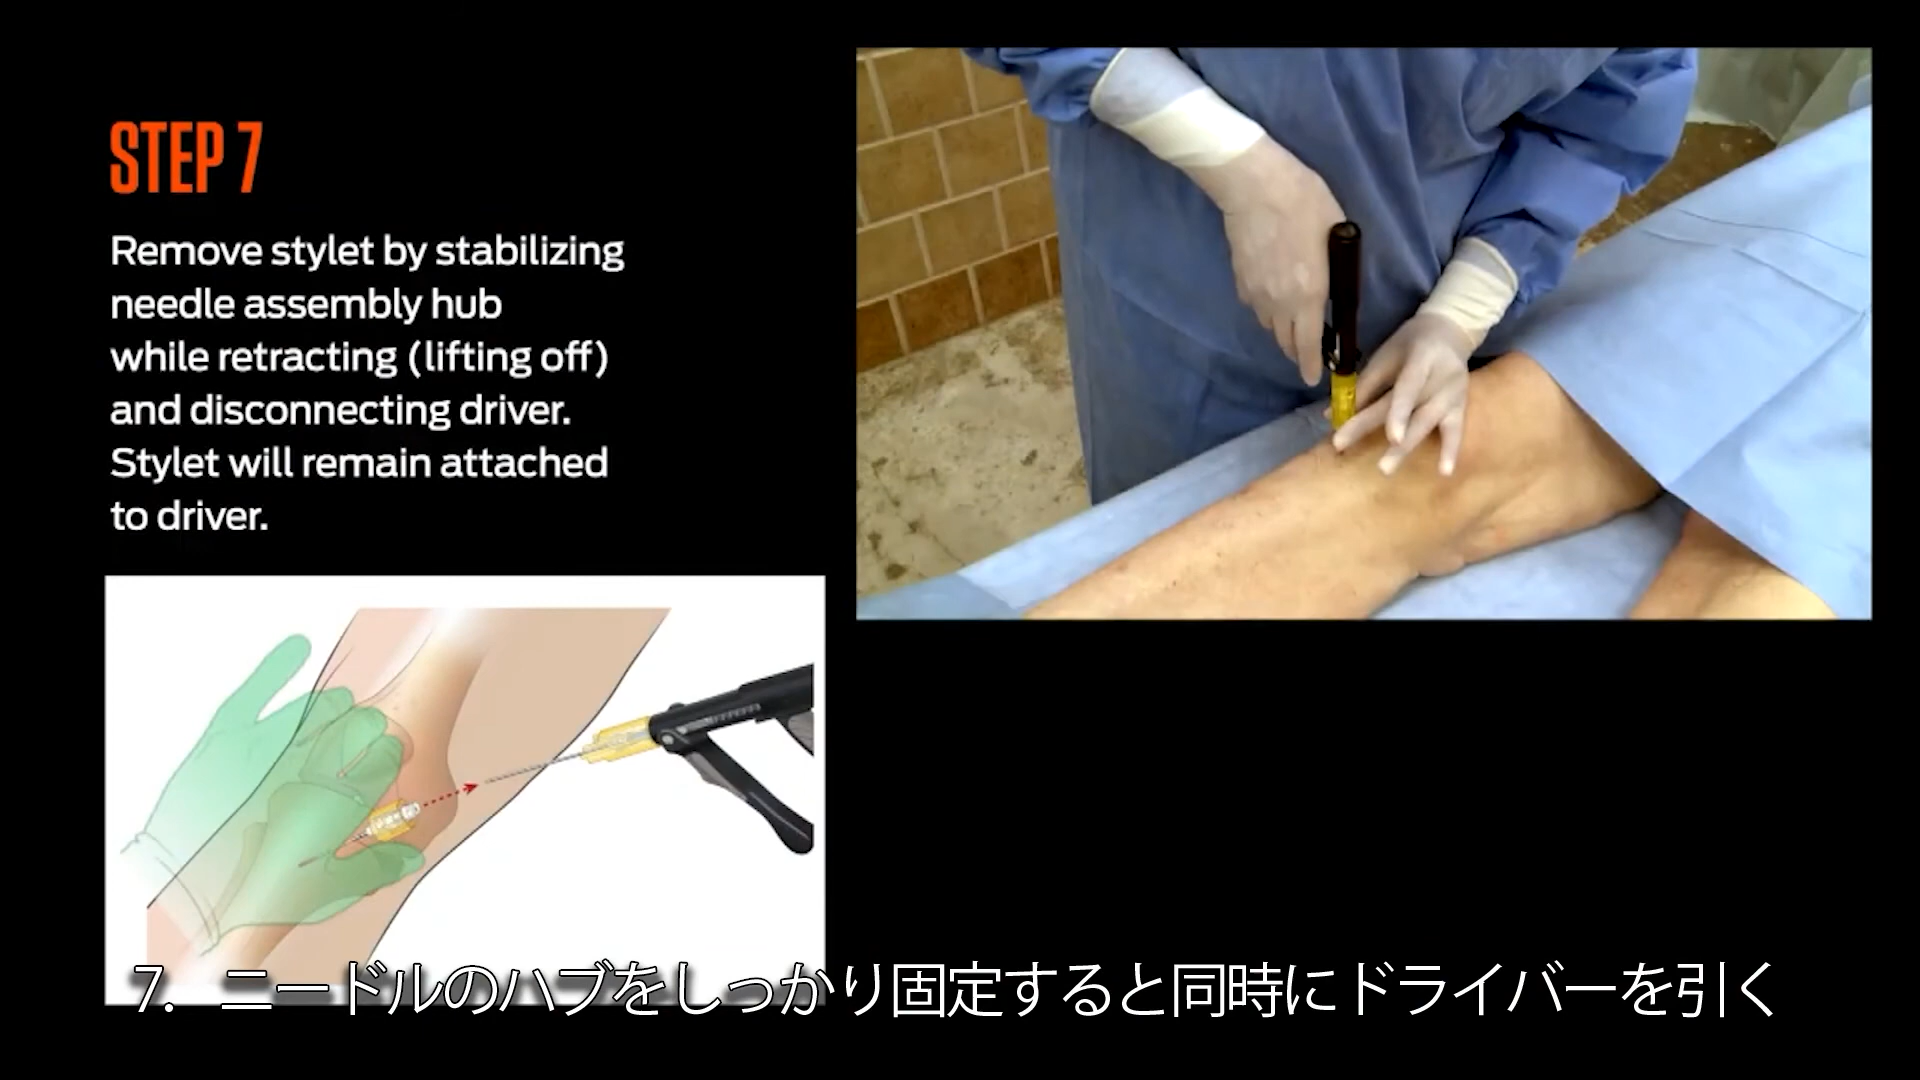 STEP 7
Remove stylet by stabilizing
needle assembly hub
while retracting (lifting off)
and disconnecting driver.
Stylet will remain attached
to driver.
7. ニードルのハブをしっかり固定すると同時にドライバーを引く